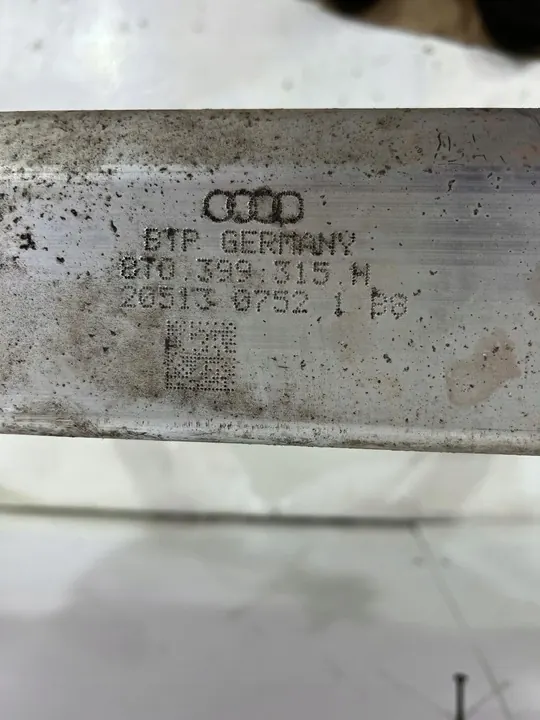 BTP GERMANY
8T0 399 315 N
20513 0752 1 B8